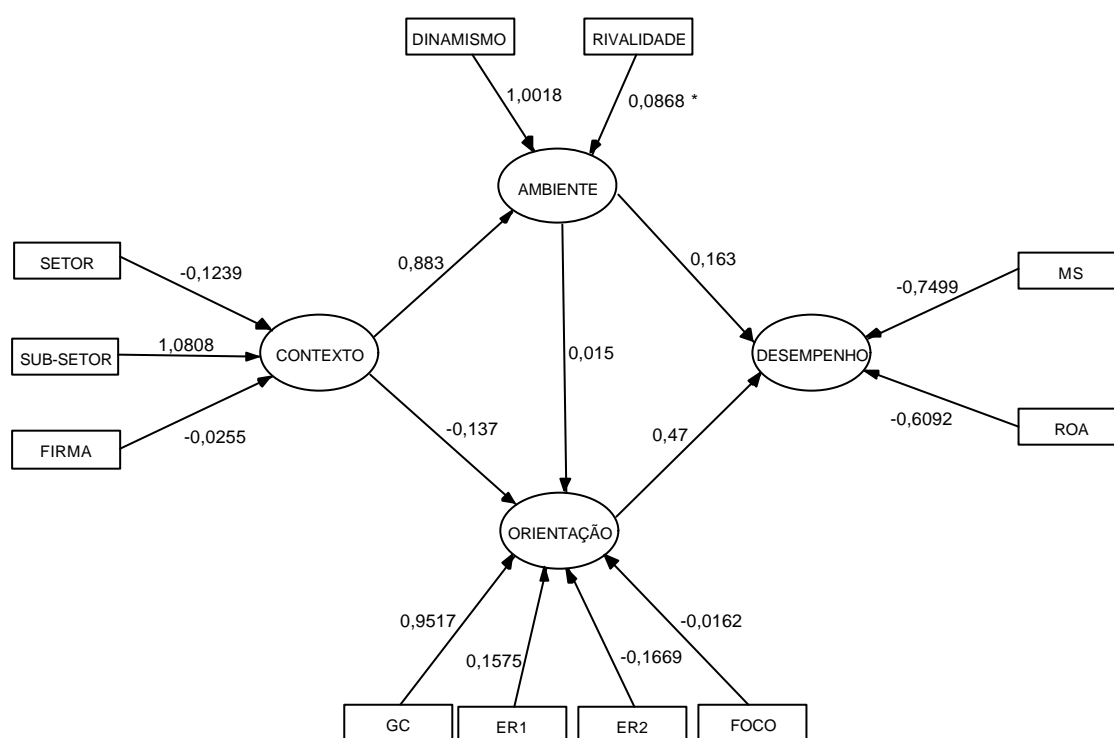 DINAMISMO
RIVALIDADE
1,0018
0,0868 *
AMBIENTE
SETOR
-0,1239
0,883
0,163
MS
-0,7499
SUB-SETOR
1,0808
CONTEXTO
0,015
DESEMPENHO
FIRMA
-0,0255
-0,137
0,47
-0,6092
ROA
ORIENTAÇÃO
0,9517
0,1575
-0,1669
-0,0162
GC
ER1
ER2
FOCO